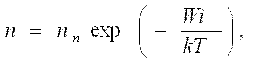 n = n_n exp ( - Wi / kT ),